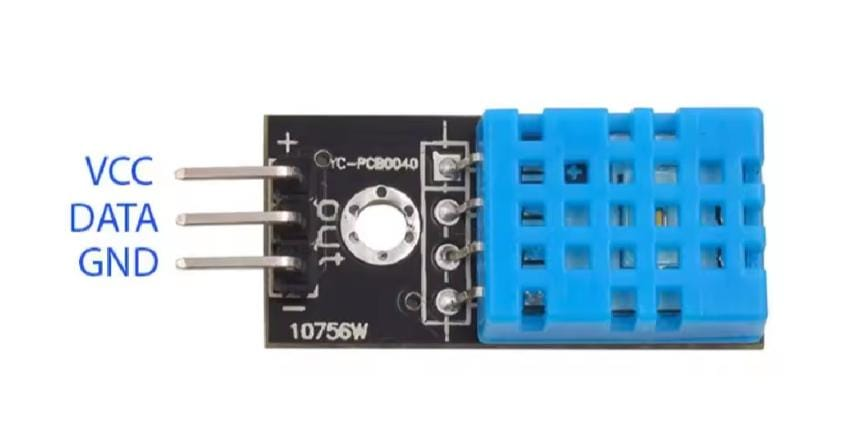 VCC
DATA
GND
+
YC-PCB0040
out
−
10756W